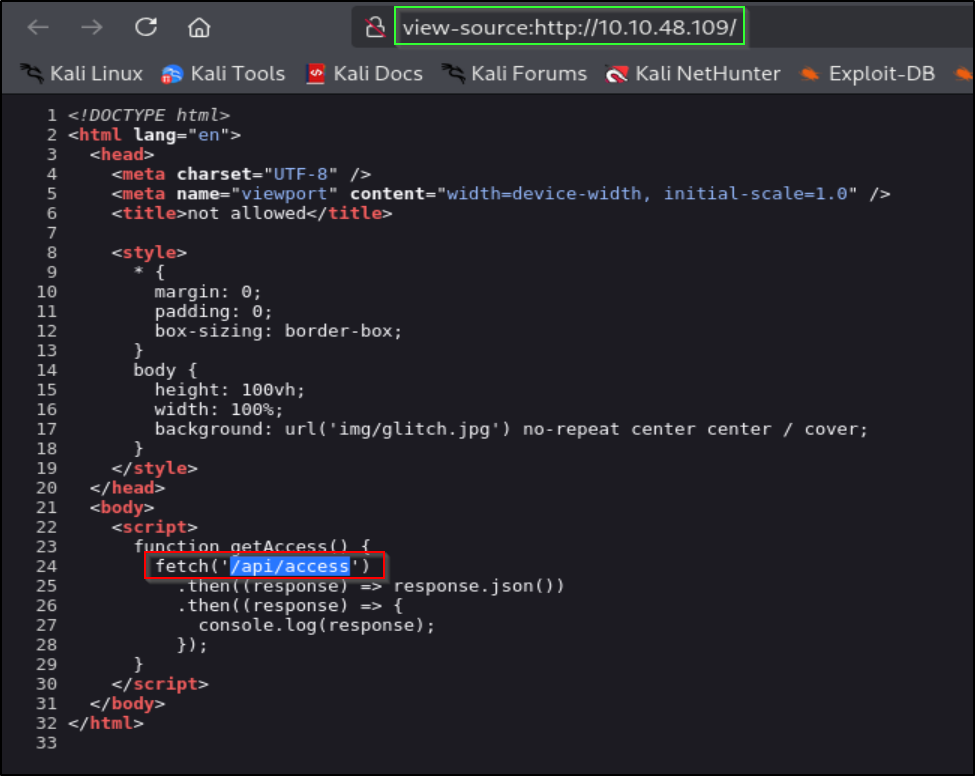 view-source:http://10.10.48.109/
Kali Linux Kali Tools Kali Docs Kali Forums Kali NetHunter Exploit-DB
1 <!DOCTYPE html>
2 <html lang="en">
3 <head>
4 <meta charset="UTF-8" />
5 <meta name="viewport" content="width=device-width, initial-scale=1.0" />
6 <title>not allowed</title>
7
8 <style>
9 * {
10 margin: 0;
11 padding: 0;
12 box-sizing: border-box;
13 }
14 body {
15 height: 100vh;
16 width: 100%;
17 background: url('img/glitch.jpg') no-repeat center center / cover;
18 }
19 </style>
20 </head>
21 <body>
22 <script>
23 function getAccess() {
24 fetch('/api/access')
25 .then((response) => response.json())
26 .then((response) => {
27 console.log(response);
28 });
29 }
30 </script>
31 </body>
32 </html>
33